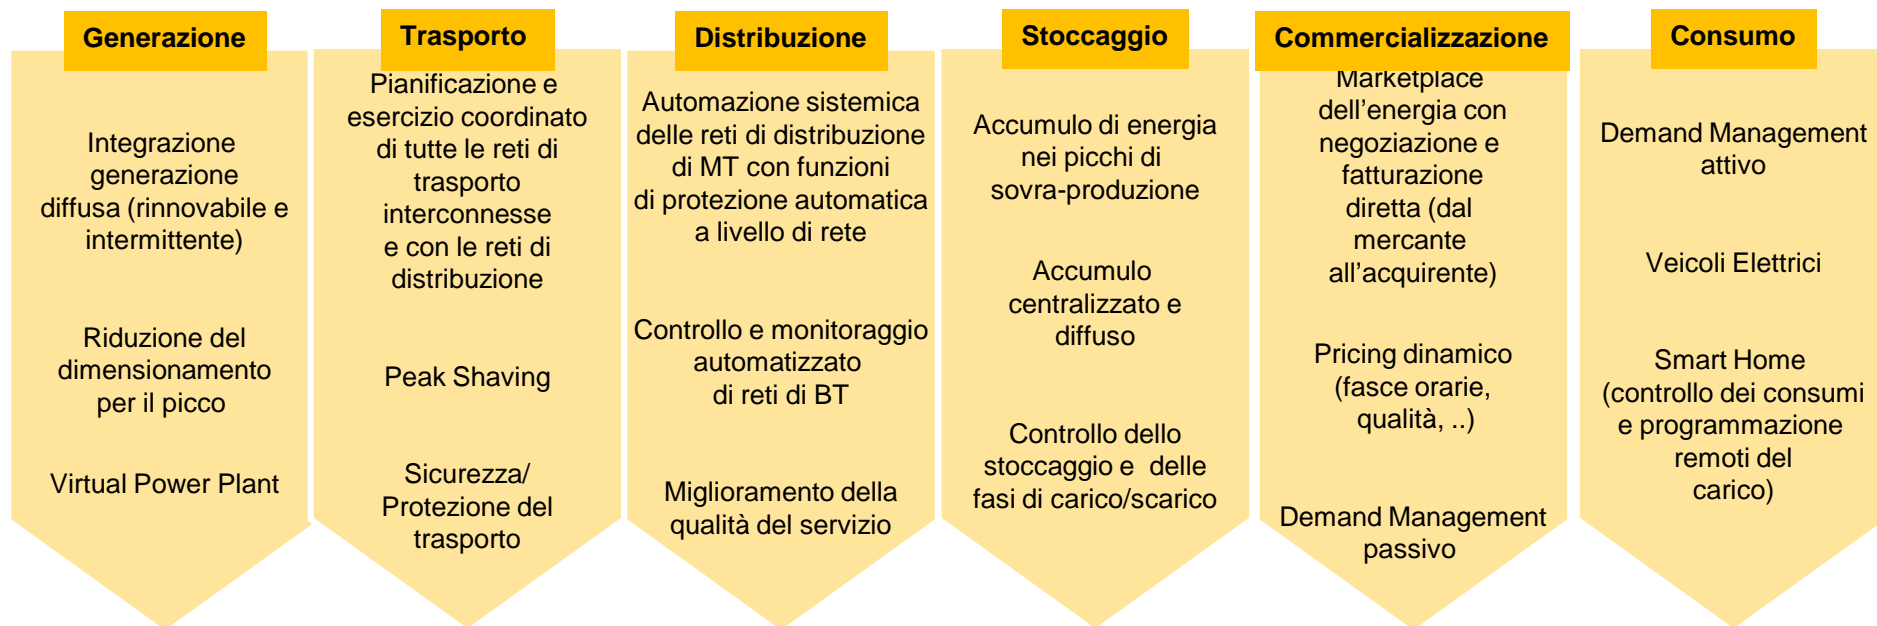 Generazione
Integrazione
generazione
diffusa (rinnovabile e
intermittente)
Riduzione del
dimensionamento
per il picco
Virtual Power Plant
Trasporto
Pianificazione e
esercizio coordinato
di tutte le reti di
trasporto
interconnesse
e con le reti di
distribuzione
Peak Shaving
Sicurezza/
Protezione del
trasporto
Distribuzione
Automazione sistemica
delle reti di distribuzione
di MT con funzioni
di protezione automatica
a livello di rete
Controllo e monitoraggio
automatizzato
di reti di BT
Miglioramento della
qualità del servizio
Stoccaggio
Accumulo di energia
nei picchi di
sovra-produzione
Accumulo
centralizzato e
diffuso
Controllo dello
stoccaggio e  delle
fasi di carico/scarico
Commercializzazione
Marketplace
dell'energia con
negoziazione e
fatturazione
diretta (dal
mercante
all'acquirente)
Pricing dinamico
(fasce orarie,
qualità, ..)
Demand Management
passivo
Consumo
Demand Management
attivo
Veicoli Elettrici
Smart Home
(controllo dei consumi
e programmazione
remoti del
carico)